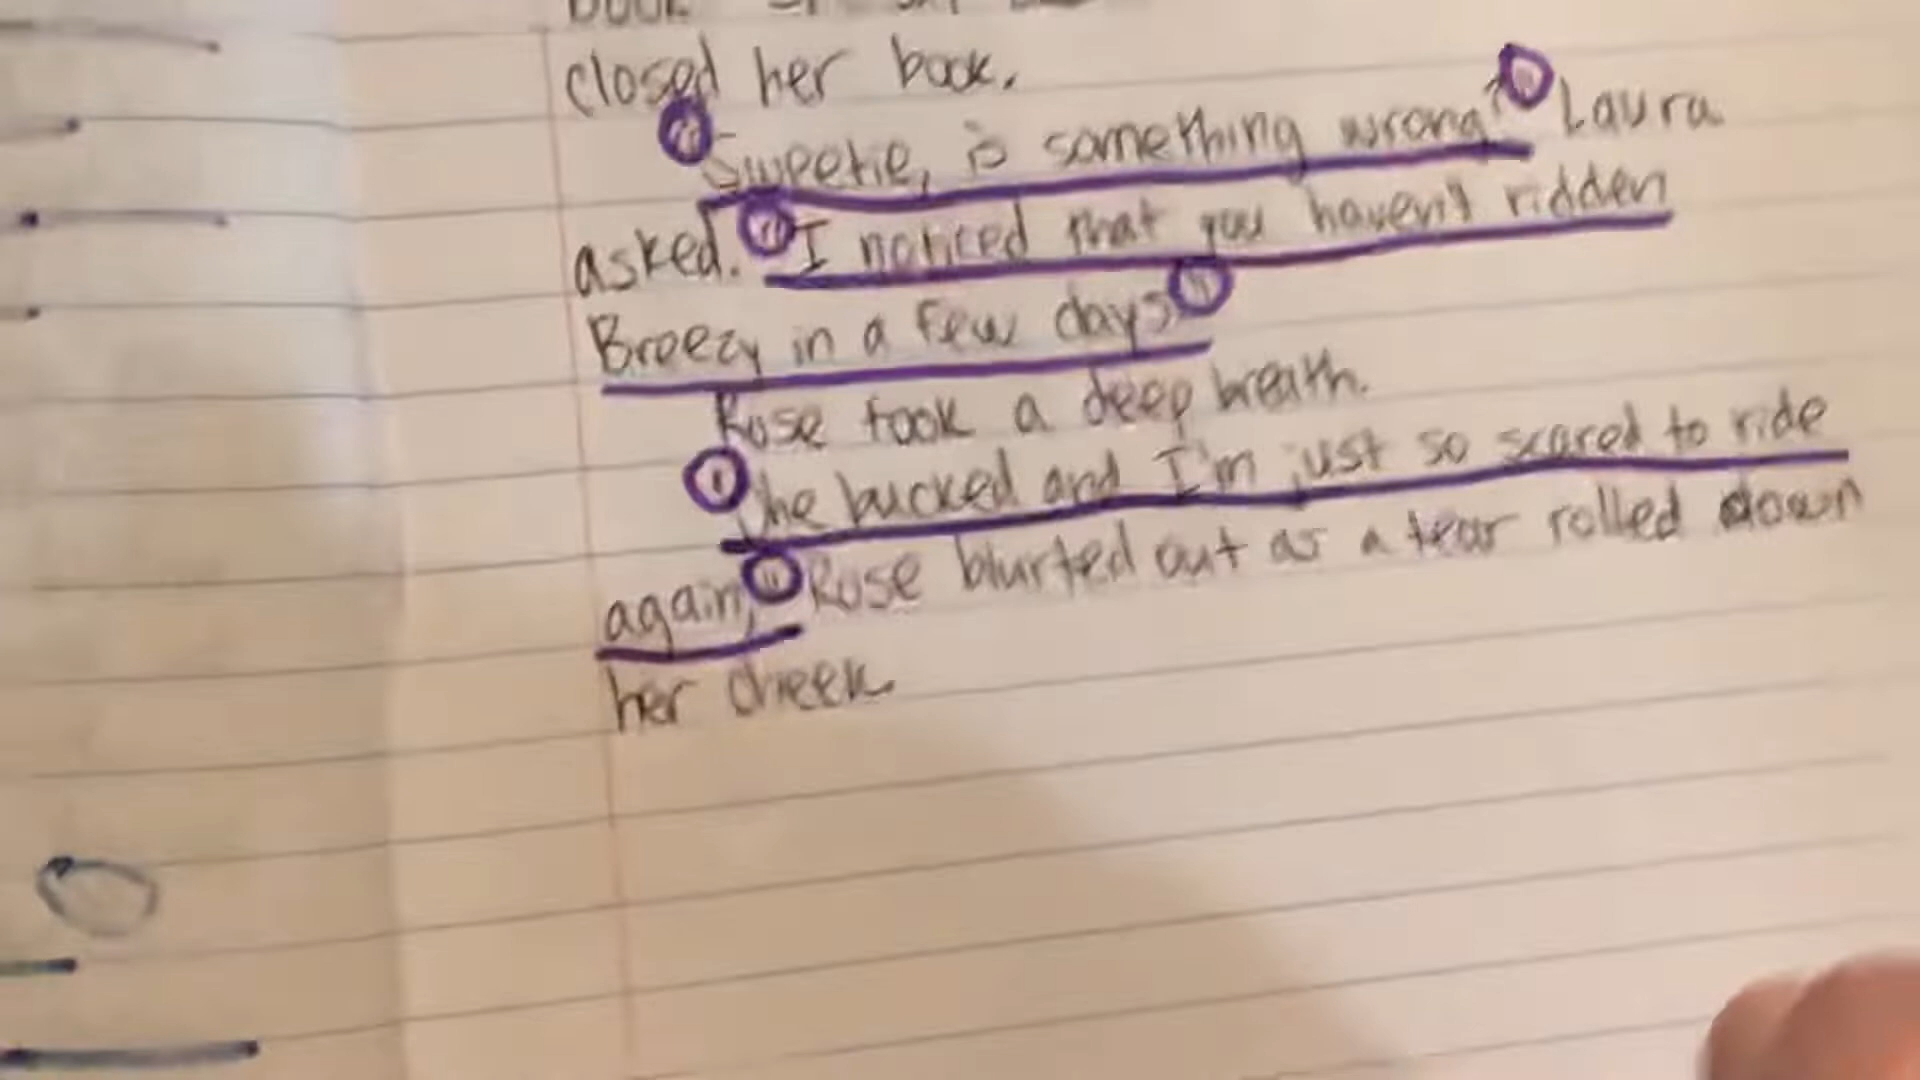 book
closed her book.
"Sweetie, is something wrong?" Laura
asked. "I noticed that you haven't ridden
Breezy in a few days."
Rose took a deep breath.
"he bucked and I'm just so scared to ride
again," Rose blurted out as a tear rolled down
her cheek.